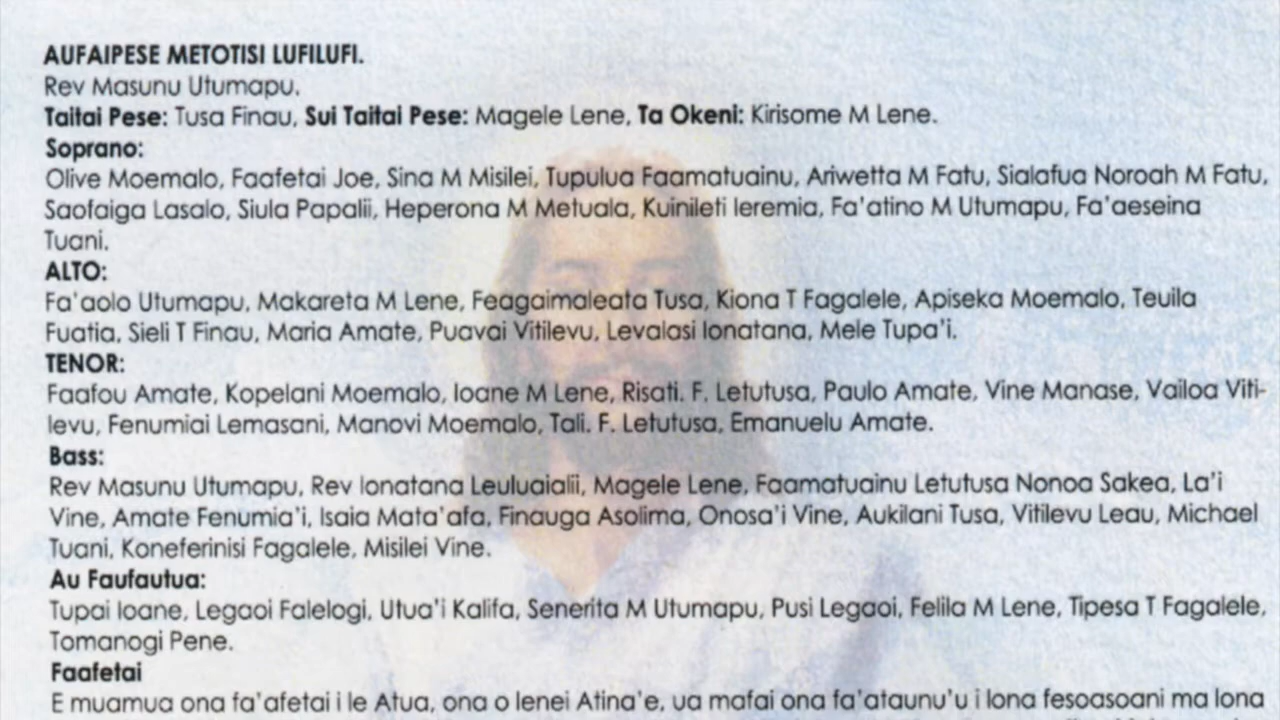 AUFAIPESE METOTISI LUFILUFI.
Rev Masunu Utumapu.
Taitai Pese: Tusa Finau, Sui Taitai Pese: Magele Lene, Ta Okeni: Kirisome M Lene.
Soprano:
Olive Moemalo, Faafetai Joe, Sina M Misilei, Tupulua Faamatuainu, Ariwetta M Fatu, Sialafua Noroah M Fatu,
Saofaiga Lasalo, Siula Papalii, Heperona M Metuala, Kuinileti Ieremia, Fa'atino M Utumapu, Fa'aeseina
Tuani.
ALTO:
Fa'aolo Utumapu, Makareta M Lene, Feagaimaleata Tusa, Kiona T Fagalele, Apiseka Moemalo, Teuila
Fuatia, Sieli T Finau, Maria Amate, Puavai Vitilevu, Levalasi Ionatana, Mele Tupa'i.
TENOR:
Faafou Amate, Kopelani Moemalo, Ioane M Lene, Risati. F. Letutusa, Paulo Amate, Vine Manase, Vailoa Viti-
levu, Fenumiai Lemasani, Manovi Moemalo, Tali. F. Letutusa, Emanuelu Amate.
Bass:
Rev Masunu Utumapu, Rev Ionatana Leuluaialii, Magele Lene, Faamatuainu Letutusa Nonoa Sakea, La'i
Vine, Amate Fenumia'i, Isaia Mata'afa, Finauga Asolima, Onosa'i Vine, Aukilani Tusa, Vitilevu Leau, Michael
Tuani, Koneferinisi Fagalele, Misilei Vine.
Au Faufautua:
Tupai Ioane, Legaoi Falelogi, Utua'i Kalifa, Senerita M Utumapu, Pusi Legaoi, Felila M Lene, Tipesa T Fagalele,
Tomanogi Pene.
Faafetai
E muamua ona fa'afetai i le Atua, ona o lenei Atina'e, ua mafai ona fa'ataunu'u i lona fesoasoani ma lona